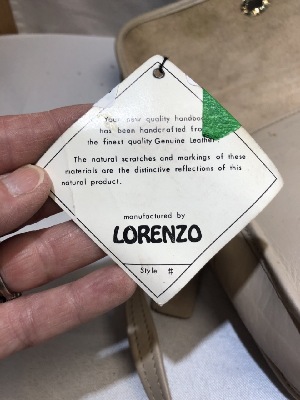 Your new quality handbag
has been handcrafted from
the finest quality Genuine Leather.
The natural scratches and markings of these
materials are the distinctive reflections of this
natural product.
manufactured by
LORENZO
Style #